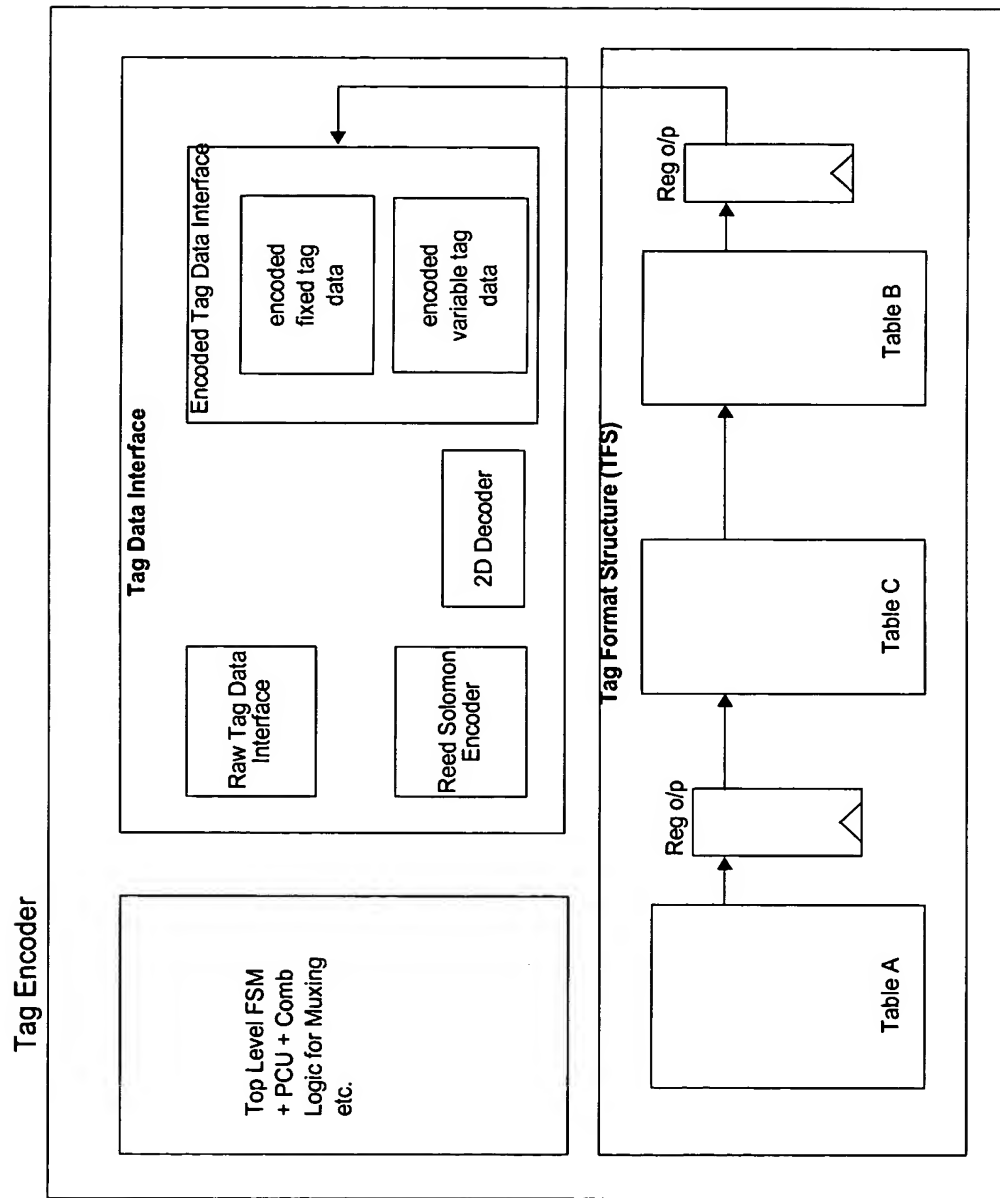 Tag Encoder
Top Level FSM
+ PCU + Comb
Logic for Muxing
etc.
Tag Data Interface
Raw Tag Data
Interface
Reed Solomon
Encoder
2D Decoder
Encoded Tag Data Interface
encoded
fixed tag
data
encoded
variable tag
data
Tag Format Structure (TFS)
Table A
Reg o/p
Table C
Table B
Reg o/p